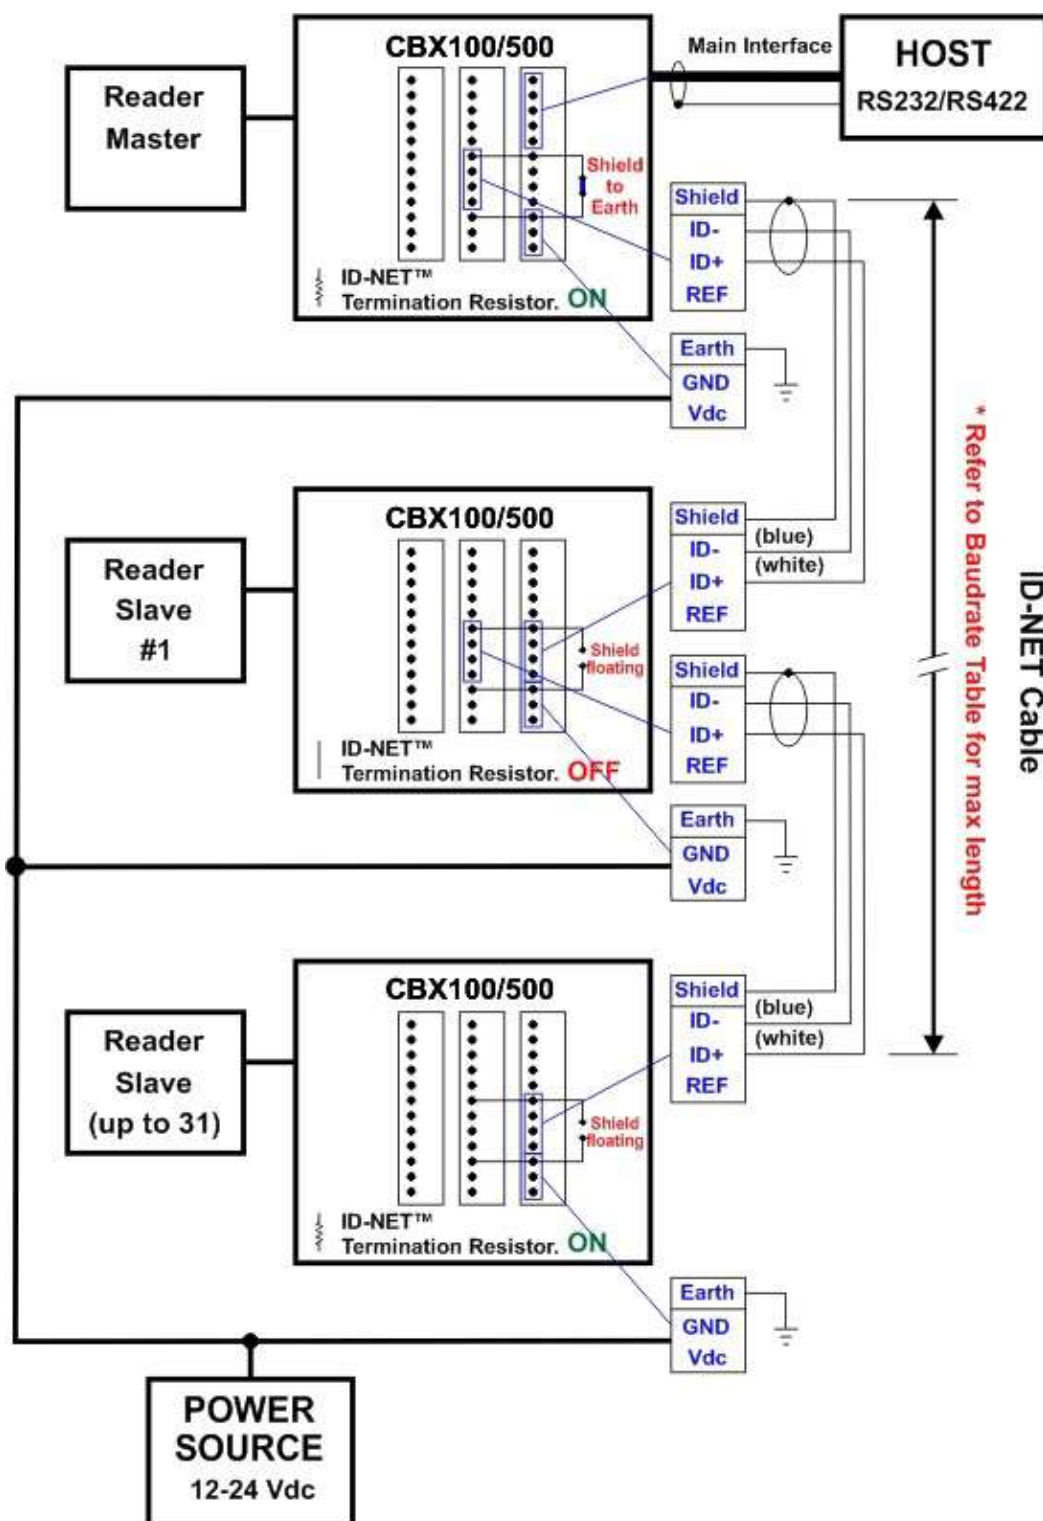 CBX100/500
Main Interface
HOST
RS232/RS422
Reader
Master
Shield
to
Earth
ID-NET™
Termination Resistor. ON
Shield
ID-
ID+
REF
Earth
GND
Vdc
CBX100/500
Reader
Slave
#1
Shield
floating
ID-NET™
Termination Resistor. OFF
Shield
ID-
ID+
REF
(blue)
(white)
Shield
ID-
ID+
REF
Earth
GND
Vdc
ID-NET Cable
* Refer to Baudrate Table for max length
CBX100/500
Reader
Slave
(up to 31)
Shield
floating
ID-NET™
Termination Resistor. ON
Shield
ID-
ID+
REF
(blue)
(white)
Earth
GND
Vdc
POWER
SOURCE
12-24 Vdc